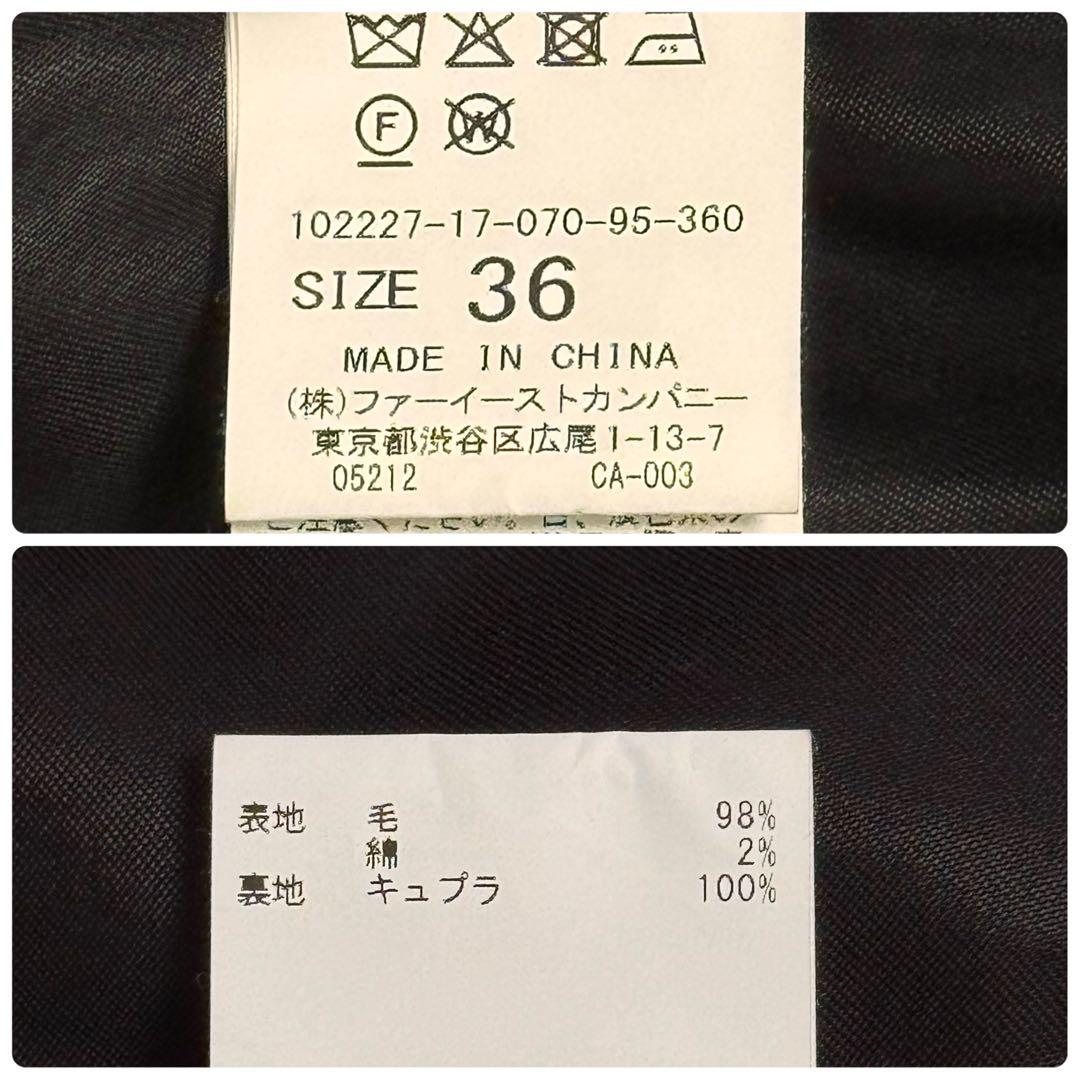 F W
102227-17-070-95-360
SIZE 36
MADE IN CHINA
(株)ファーイーストカンパニー
東京都渋谷区広尾1-13-7
05212 CA-003
表地 毛 98%
綿 2%
裏地 キュプラ 100%